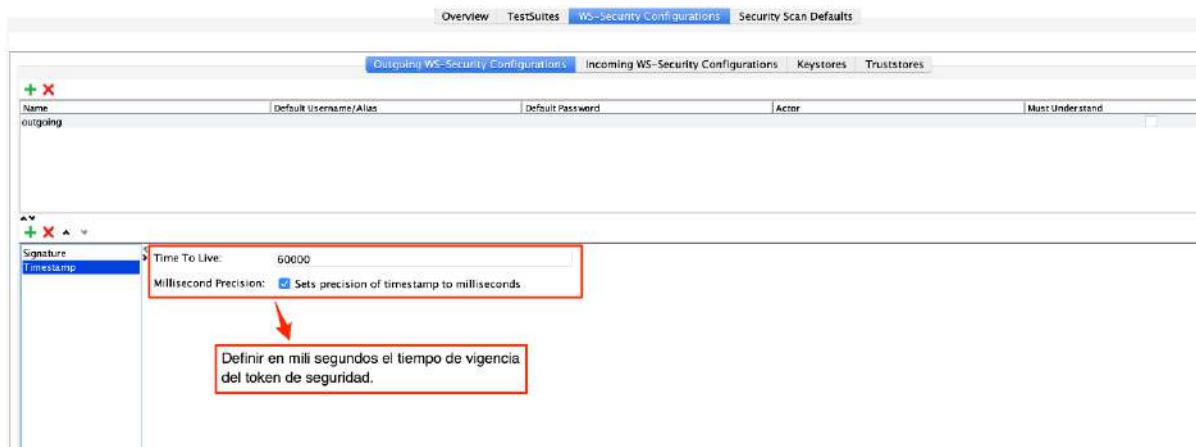 Overview TestSuites WS-Security Configurations Security Scan Defaults
Outgoing WS-Security Configurations Incoming WS-Security Configurations Keystores Truststores
Name Default Username/Alias Default Password Actor Must Understand
outgoing
Signature
Timestamp
Time To Live: 60000
Millisecond Precision: Sets precision of timestamp to milliseconds
Definir en mili segundos el tiempo de vigencia
del token de seguridad.